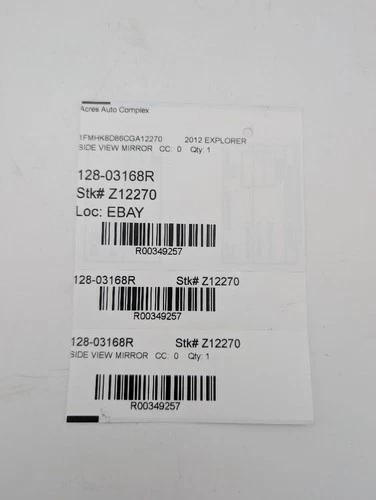 Acres Auto Complex
1FMHK8D86CGA12270 2012 EXPLORER
SIDE VIEW MIRROR CC: 0 Qty: 1
128-03168R
Stk# Z12270
Loc: EBAY
R00349257
128-03168R Stk# Z12270
R00349257
128-03168R Stk# Z12270
SIDE VIEW MIRROR CC: 0 Qty: 1
R00349257